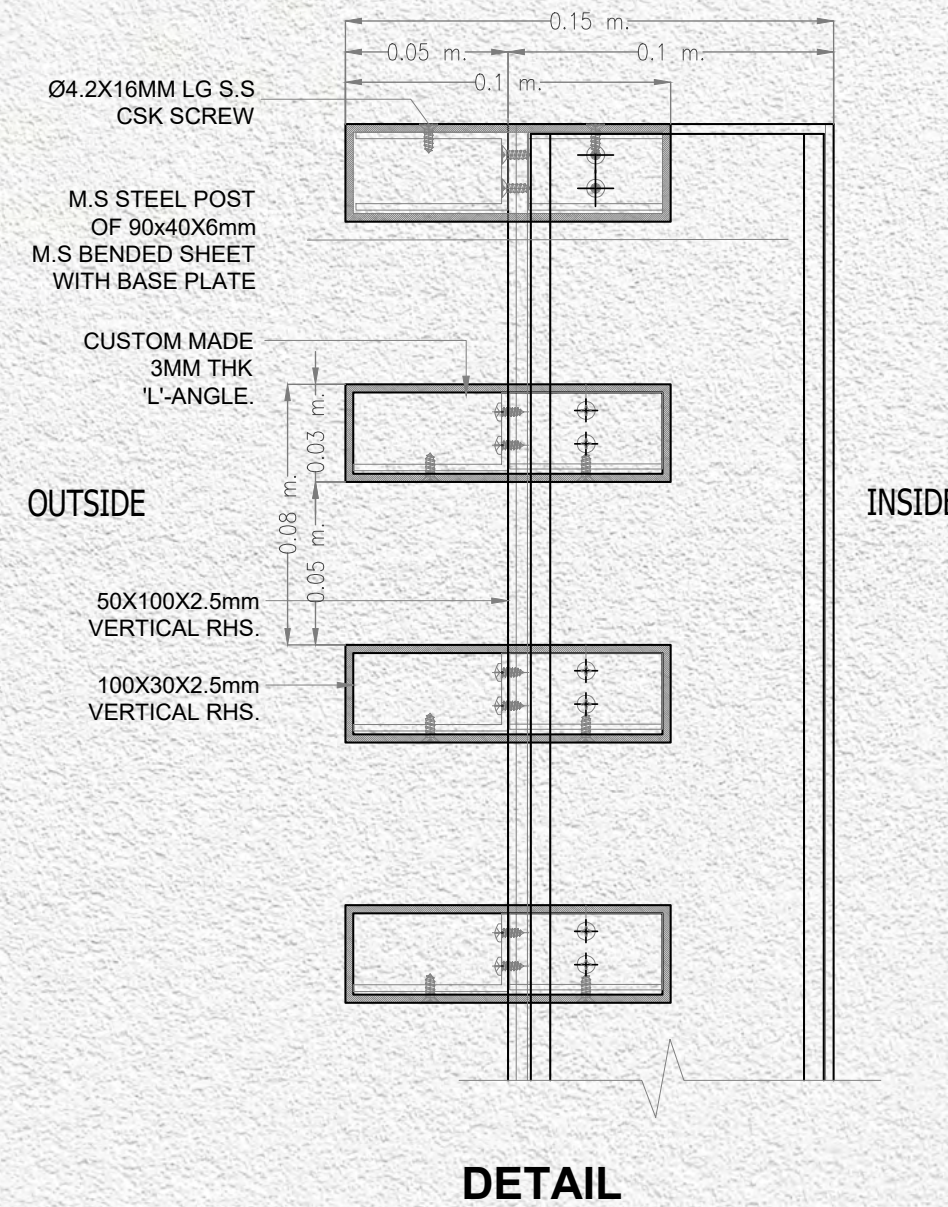 0.15 m.
0.05 m.
0.1 m.
0.1 m.
Ø4.2X16MM LG S.S
CSK SCREW
M.S STEEL POST
OF 90x40X6mm
M.S BENDED SHEET
WITH BASE PLATE
CUSTOM MADE
3MM THK
'L'-ANGLE.
0.03 m.
0.08 m.
0.05 m.
OUTSIDE
INSIDE
50X100X2.5mm
VERTICAL RHS.
100X30X2.5mm
VERTICAL RHS.
DETAIL